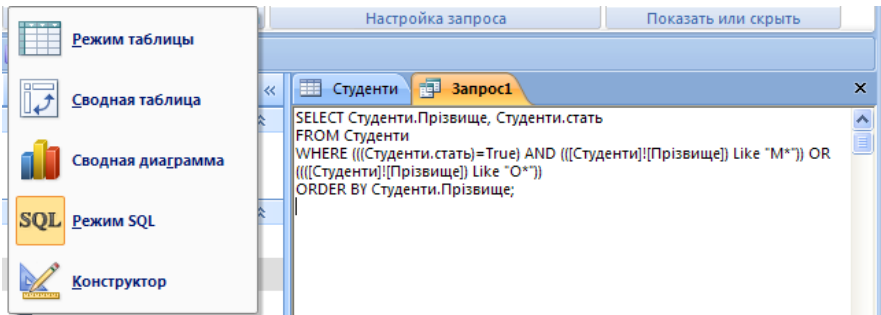 Настройка запроса
Показать или скрыть
Режим таблицы
Сводная таблица
Сводная диаграмма
SQL Режим SQL
Конструктор
Студенти
Запрос1
SELECT Студенти.Прізвище, Студенти.стать
FROM Студенти
WHERE (((Студенти.стать)=True) AND (([Студенти]![Прізвище]) Like "М*")) OR
((([Студенти]![Прізвище]) Like "О*"))
ORDER BY Студенти.Прізвище;